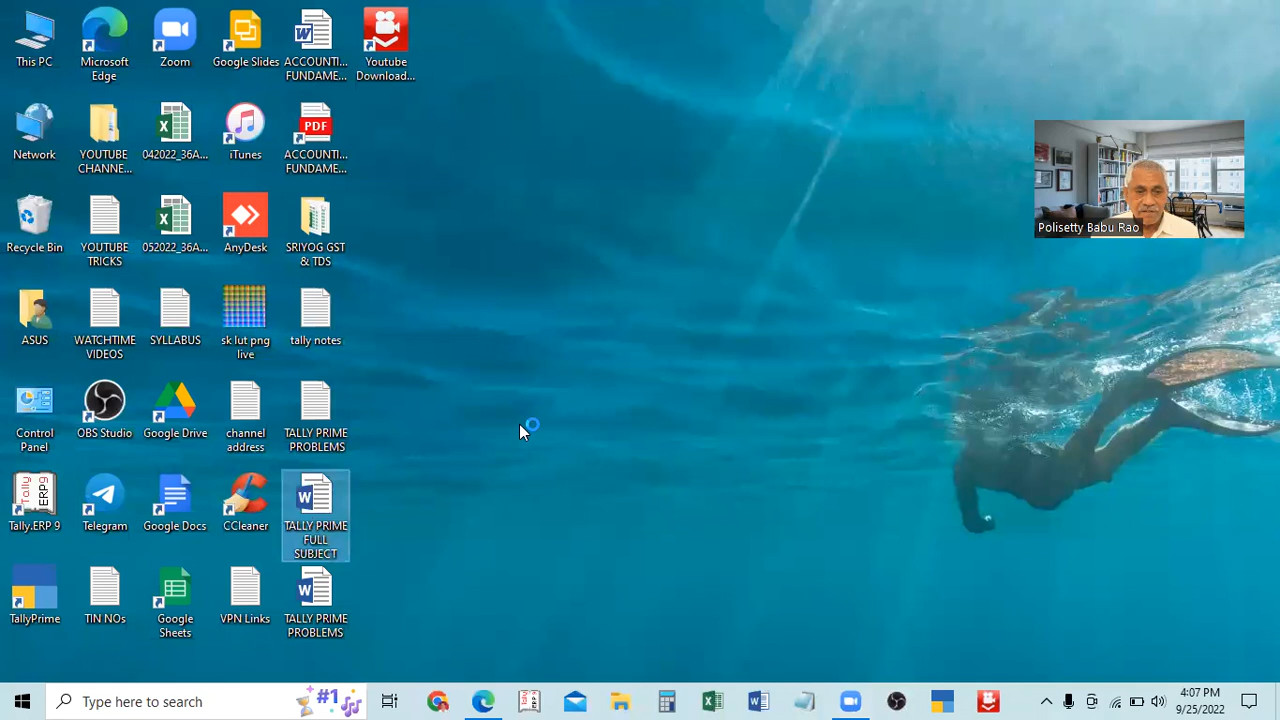 This PC
Microsoft
Edge
Zoom
Google Slides
ACCOUNTI...
FUNDAME...
Youtube
Download...
Network
YOUTUBE
CHANNE...
042022_36A...
iTunes
PDF
ACCOUNTI...
FUNDAME...
Recycle Bin
YOUTUBE
TRICKS
052022_36A...
AnyDesk
SRIYOG GST
& TDS
ASUS
WATCHTIME
VIDEOS
SYLLABUS
sk lut png
live
tally notes
Control
Panel
OBS Studio
Google Drive
channel
address
TALLY PRIME
PROBLEMS
Tally.ERP 9
Telegram
Google Docs
CCleaner
TALLY PRIME
FULL
SUBJECT
TallyPrime
TIN NOs
Google
Sheets
VPN Links
TALLY PRIME
PROBLEMS
Polisetty Babu Rao
Type here to search
#1
4:07 PM
9/25/2022